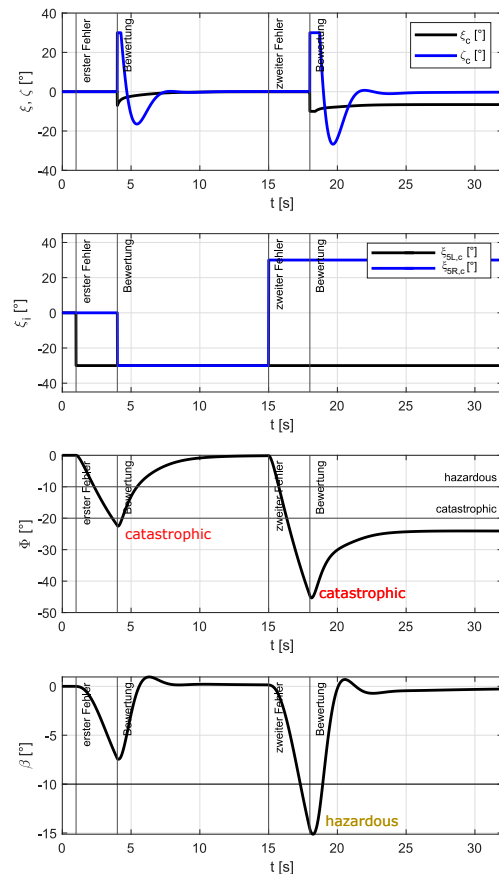 40
20
0
-20
-40
ξ, ζ [°]
erster Fehler
Bewertung
zweiter Fehler
Bewertung
ξc [°]
ζc [°]
0 5 10 15 20 25 30
t [s]
40
20
0
-20
-40
ξi [°]
erster Fehler
Bewertung
zweiter Fehler
Bewertung
ξ5L,c [°]
ξ5R,c [°]
0 5 10 15 20 25 30
t [s]
0
-10
-20
-30
-40
-50
Φ [°]
erster Fehler
Bewertung
zweiter Fehler
Bewertung
hazardous
catastrophic
catastrophic
catastrophic
0 5 10 15 20 25 30
t [s]
0
-5
-10
-15
β [°]
erster Fehler
Bewertung
zweiter Fehler
Bewertung
hazardous
0 5 10 15 20 25 30
t [s]